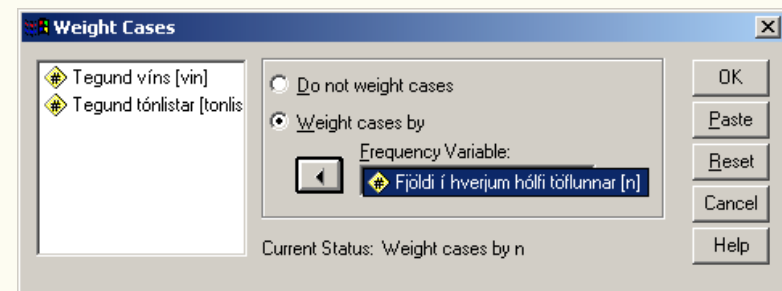 Weight Cases
Tegund víns [vin]
Tegund tónlistar [tonlis
Do not weight cases
Weight cases by
Frequency Variable:
Fjöldi í hverjum hólfi töflunnar [n]
Current Status: Weight cases by n
OK
Paste
Reset
Cancel
Help